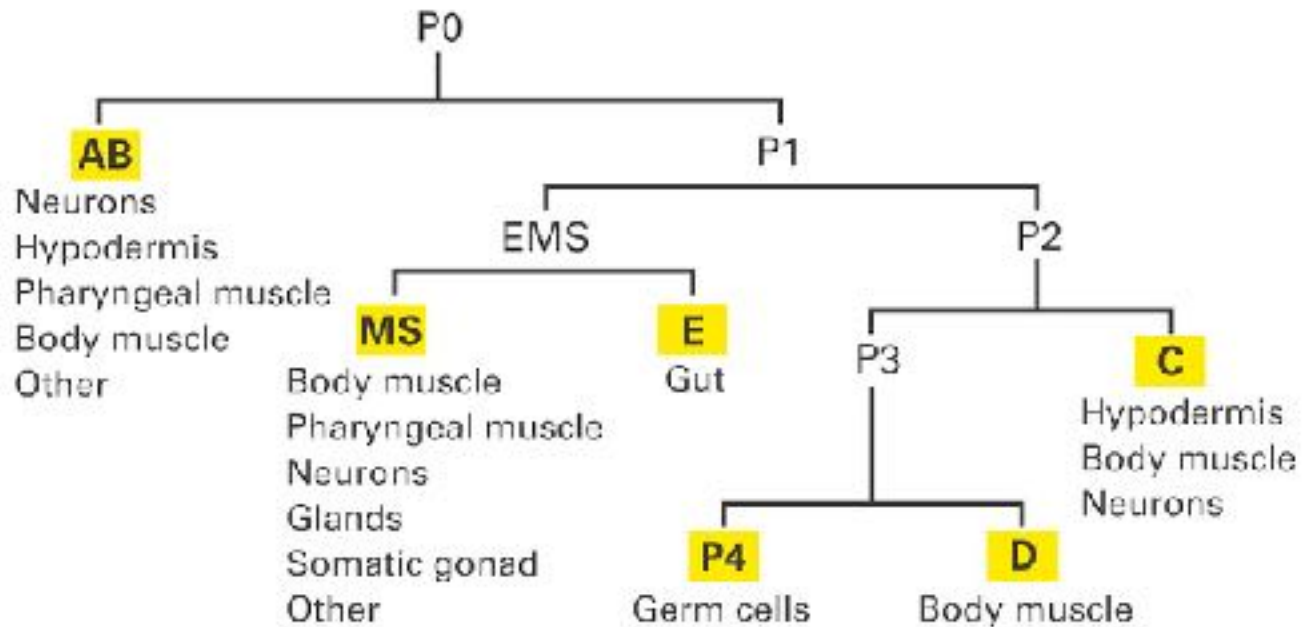 P0
AB
Neurons
Hypodermis
Pharyngeal muscle
Body muscle
Other
P1
EMS
MS
Body muscle
Pharyngeal muscle
Neurons
Glands
Somatic gonad
Other
E
Gut
P2
P3
P4
Germ cells
D
Body muscle
C
Hypodermis
Body muscle
Neurons